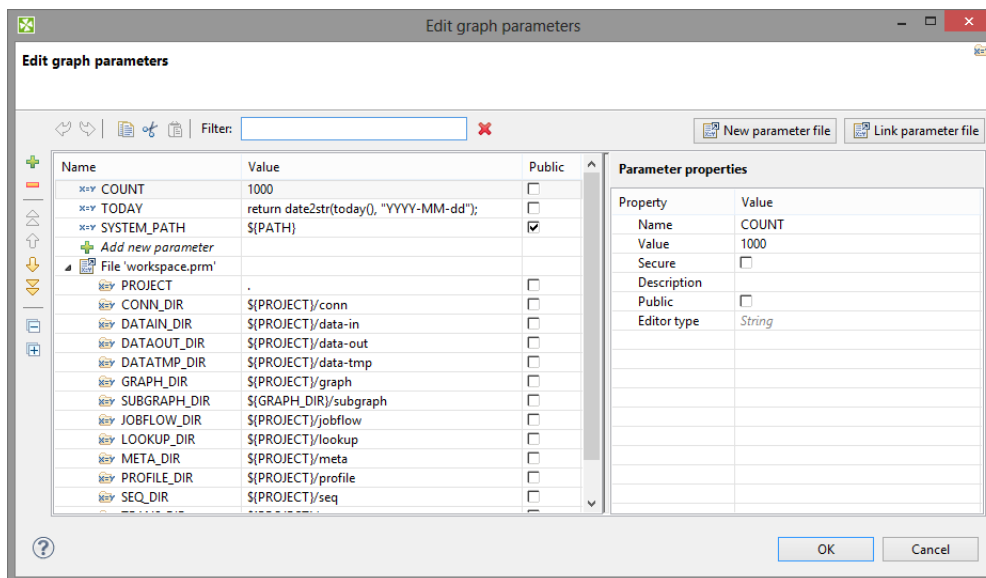 Edit graph parameters
Edit graph parameters
Filter:
New parameter file
Link parameter file
Name Value Public
x=y COUNT 1000
x=y TODAY return date2str(today(), "YYYY-MM-dd");
x=y SYSTEM_PATH ${PATH}
Add new parameter
File 'workspace.prm'
x=y PROJECT .
x=y CONN_DIR ${PROJECT}/conn
x=y DATAIN_DIR ${PROJECT}/data-in
x=y DATAOUT_DIR ${PROJECT}/data-out
x=y DATATMP_DIR ${PROJECT}/data-tmp
x=y GRAPH_DIR ${PROJECT}/graph
x=y SUBGRAPH_DIR ${GRAPH_DIR}/subgraph
x=y JOBFLOW_DIR ${PROJECT}/jobflow
x=y LOOKUP_DIR ${PROJECT}/lookup
x=y META_DIR ${PROJECT}/meta
x=y PROFILE_DIR ${PROJECT}/profile
x=y SEQ_DIR ${PROJECT}/seq
Parameter properties
Property Value
Name COUNT
Value 1000
Secure
Description
Public
Editor type String
OK
Cancel